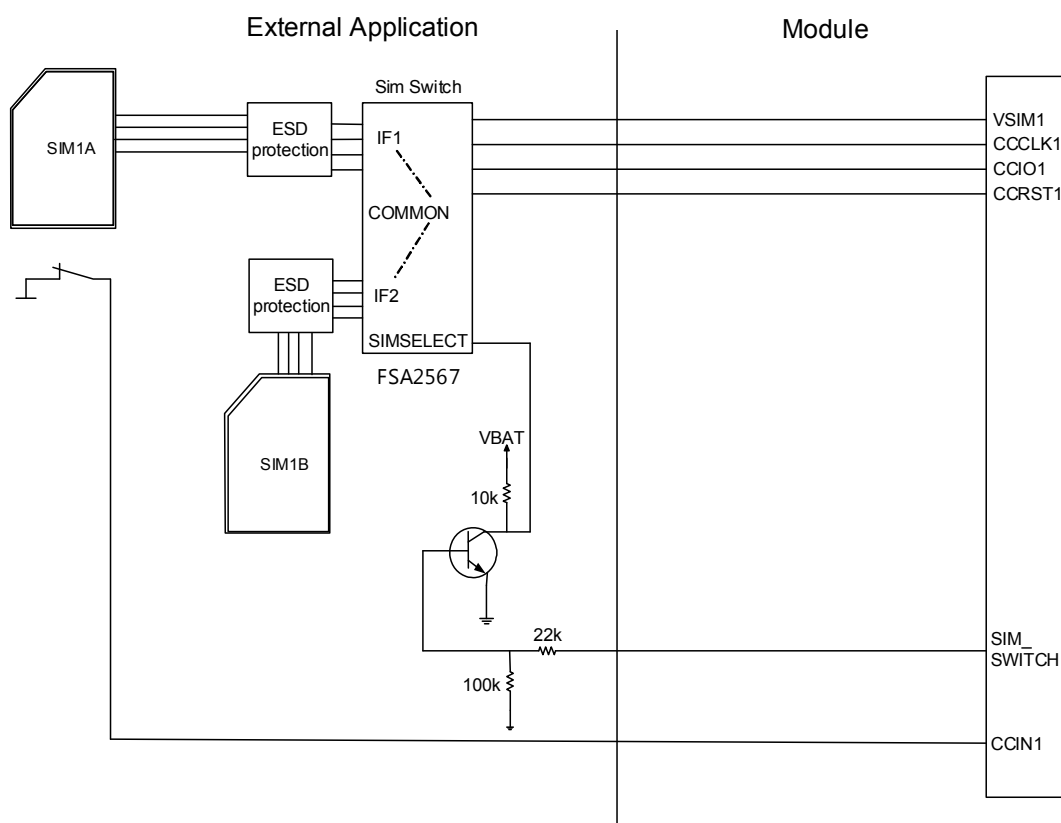 External Application
Module
Sim Switch
SIM1A
ESD
protection
IF1
COMMON
IF2
SIMSELECT
FSA2567
ESD
protection
SIM1B
VSIM1
CCCLK1
CCIO1
CCRST1
VBAT
10k
22k
100k
SIM_
SWITCH
CCIN1